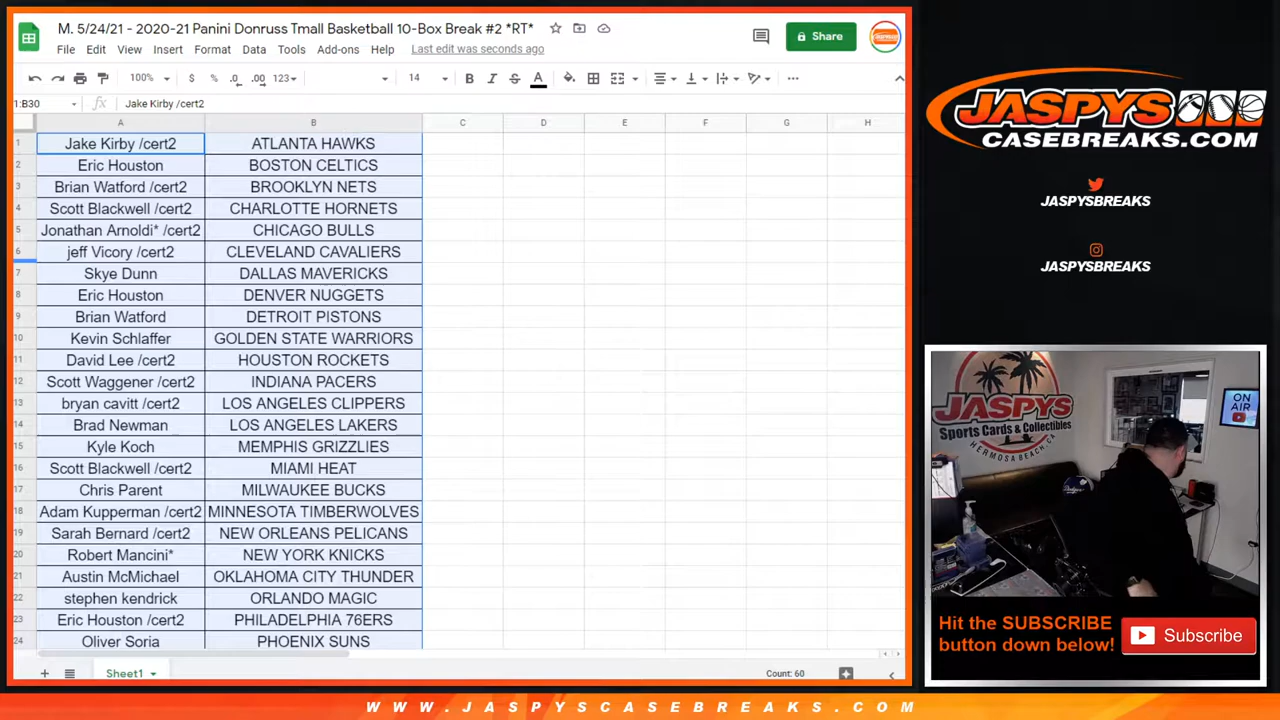 M. 5/24/21 - 2020-21 Panini Donruss Tmall Basketball 10-Box Break #2 *RT*
File Edit View Insert Format Data Tools Add-ons Help Last edit was seconds ago
Share
100% $ % .0 .00 123 14 B I S A
1:B30 fx Jake Kirby /cert2
A B C D E F G H
1 Jake Kirby /cert2 ATLANTA HAWKS
2 Eric Houston BOSTON CELTICS
3 Brian Watford /cert2 BROOKLYN NETS
4 Scott Blackwell /cert2 CHARLOTTE HORNETS
5 Jonathan Arnoldi* /cert2 CHICAGO BULLS
6 jeff Vicory /cert2 CLEVELAND CAVALIERS
7 Skye Dunn DALLAS MAVERICKS
8 Eric Houston DENVER NUGGETS
9 Brian Watford DETROIT PISTONS
10 Kevin Schlaffer GOLDEN STATE WARRIORS
11 David Lee /cert2 HOUSTON ROCKETS
12 Scott Waggener /cert2 INDIANA PACERS
13 bryan cavitt /cert2 LOS ANGELES CLIPPERS
14 Brad Newman LOS ANGELES LAKERS
15 Kyle Koch MEMPHIS GRIZZLIES
16 Scott Blackwell /cert2 MIAMI HEAT
17 Chris Parent MILWAUKEE BUCKS
18 Adam Kupperman /cert2 MINNESOTA TIMBERWOLVES
19 Sarah Bernard /cert2 NEW ORLEANS PELICANS
20 Robert Mancini* NEW YORK KNICKS
21 Austin McMichael OKLAHOMA CITY THUNDER
22 stephen kendrick ORLANDO MAGIC
23 Eric Houston /cert2 PHILADELPHIA 76ERS
24 Oliver Soria PHOENIX SUNS
Sheet1 Count: 60
JASPYS
CASEBREAKS.COM
JASPYSBREAKS
JASPYSBREAKS
JASPYS
Sports Cards & Collectibles
HERMOSA BEACH, CA
ON
AIR
Dodgers
Hit the SUBSCRIBE
button down below!
Subscribe
WWW.JASPYSCASEBREAKS.COM